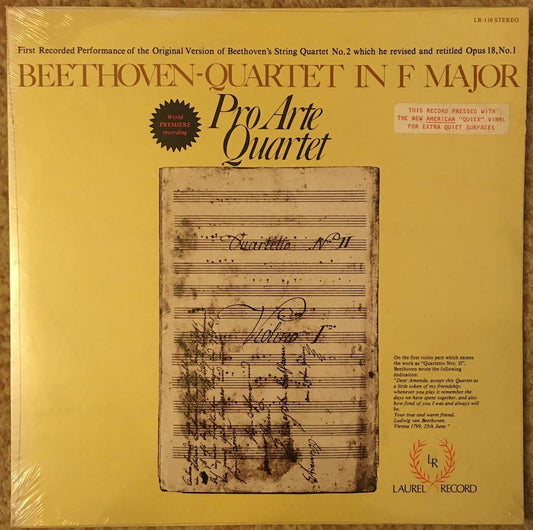 LR-116 STEREO
First Recorded Performance of the Original Version of Beethoven's String Quartet No.2 which he revised and retitled Opus 18, No.1
BEETHOVEN-QUARTET IN F MAJOR
World
PREMIERE
recording
Pro Arte
Quartet
THIS RECORD PRESSED WITH
THE NEW AMERICAN "QUIEX" VINYL
FOR EXTRA QUIET SURFACES
Quartetto No II
Violino I
On the first violin part which names
the work as "Quartetto Nro. II",
Beethoven wrote the following
dedication:
"Dear Amenda, accept this Quartet as
a little token of my friendship;
whenever you play it remember the
days we have spent together, and also
how fond of you I was and always will
be.
Your true and warm friend,
Ludwig van Beethoven.
Vienna 1799, 25th June."
LR
LAUREL RECORD